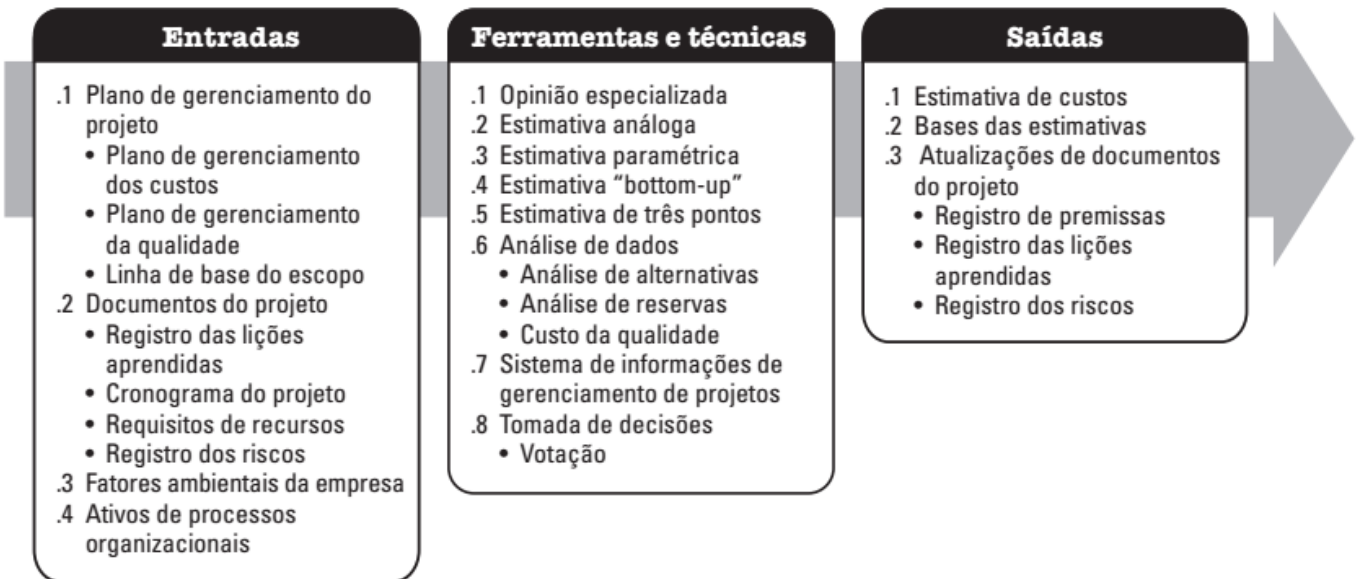 Entradas
.1 Plano de gerenciamento do
projeto
• Plano de gerenciamento
dos custos
• Plano de gerenciamento
da qualidade
• Linha de base do escopo
.2 Documentos do projeto
• Registro das lições
aprendidas
• Cronograma do projeto
• Requisitos de recursos
• Registro dos riscos
.3 Fatores ambientais da empresa
.4 Ativos de processos
organizacionais
Ferramentas e técnicas
.1 Opinião especializada
.2 Estimativa análoga
.3 Estimativa paramétrica
.4 Estimativa “bottom-up”
.5 Estimativa de três pontos
.6 Análise de dados
• Análise de alternativas
• Análise de reservas
• Custo da qualidade
.7 Sistema de informações de
gerenciamento de projetos
.8 Tomada de decisões
• Votação
Saídas
.1 Estimativa de custos
.2 Bases das estimativas
.3 Atualizações de documentos
do projeto
• Registro de premissas
• Registro das lições
aprendidas
• Registro dos riscos